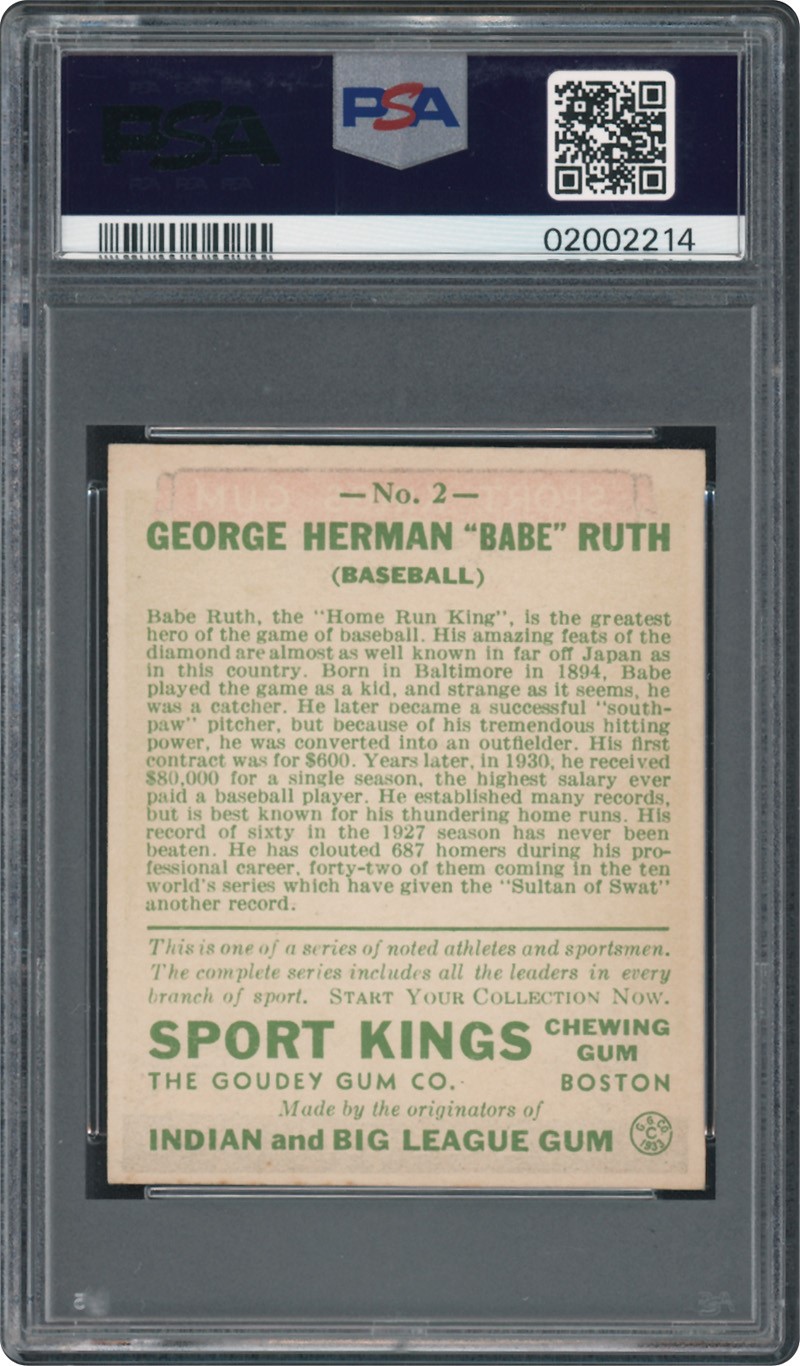 PSA
PSA
02002214
— No. 2 —
GEORGE HERMAN "BABE" RUTH
(BASEBALL)
Babe Ruth, the "Home Run King", is the greatest
hero of the game of baseball. His amazing feats of the
diamond are almost as well known in far off Japan as
in this country. Born in Baltimore in 1894, Babe
played the game as a kid, and strange as it seems, he
was a catcher. He later became a successful "south-
paw" pitcher, but because of his tremendous hitting
power, he was converted into an outfielder. His first
contract was for $600. Years later, in 1930, he received
$80,000 for a single season, the highest salary ever
paid a baseball player. He established many records,
but is best known for his thundering home runs. His
record of sixty in the 1927 season has never been
beaten. He has clouted 687 homers during his pro-
fessional career, forty-two of them coming in the ten
world's series which have given the "Sultan of Swat"
another record.
This is one of a series of noted athletes and sportsmen.
The complete series includes all the leaders in every
branch of sport. START YOUR COLLECTION NOW.
SPORT KINGS CHEWING GUM
THE GOUDEY GUM CO. BOSTON
Made by the originators of
INDIAN and BIG LEAGUE GUM
G. G. CO. C 1933